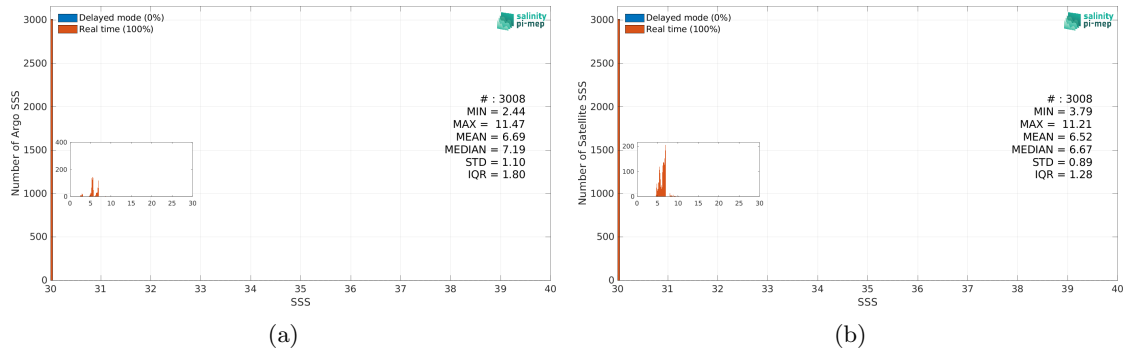 3000
2500
2000
1500
1000
500
0
Number of Argo SSS
Delayed mode (0%)
Real time (100%)
salinity
pi-mep
# : 3008
MIN = 2.44
MAX = 11.47
MEAN = 6.69
MEDIAN = 7.19
STD = 1.10
IQR = 1.80
400
200
0
0 5 10 15 20 25 30
30 31 32 33 34 35 36 37 38 39 40
SSS
(a)
3000
2500
2000
1500
1000
500
0
Number of Satellite SSS
Delayed mode (0%)
Real time (100%)
salinity
pi-mep
# : 3008
MIN = 3.79
MAX = 11.21
MEAN = 6.52
MEDIAN = 6.67
STD = 0.89
IQR = 1.28
200
100
0
0 5 10 15 20 25 30
30 31 32 33 34 35 36 37 38 39 40
SSS
(b)